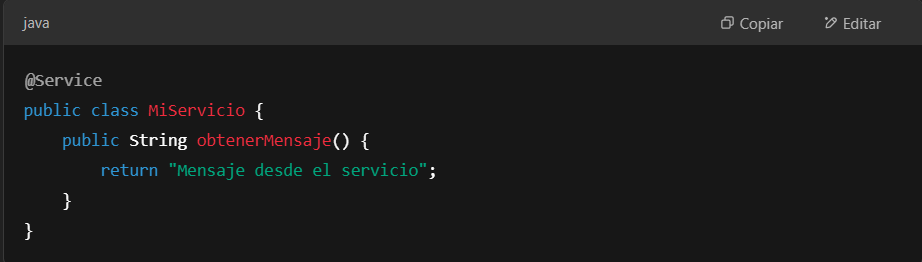 java Copiar Editar
@Service
public class MiServicio {
    public String obtenerMensaje() {
        return "Mensaje desde el servicio";
    }
}